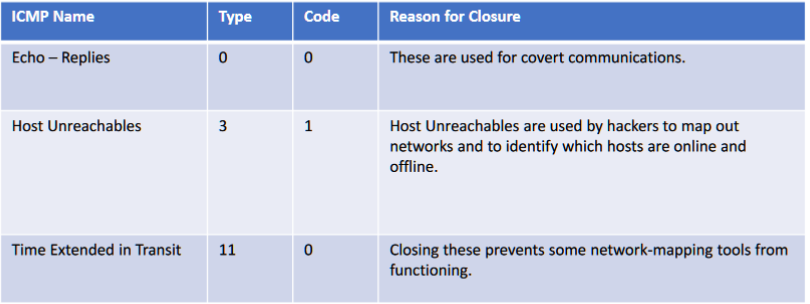 ICMP Name Type Code Reason for Closure
Echo – Replies 0 0 These are used for covert communications.
Host Unreachables 3 1 Host Unreachables are used by hackers to map out
networks and to identify which hosts are online and
offline.
Time Extended in Transit 11 0 Closing these prevents some network-mapping tools from
functioning.